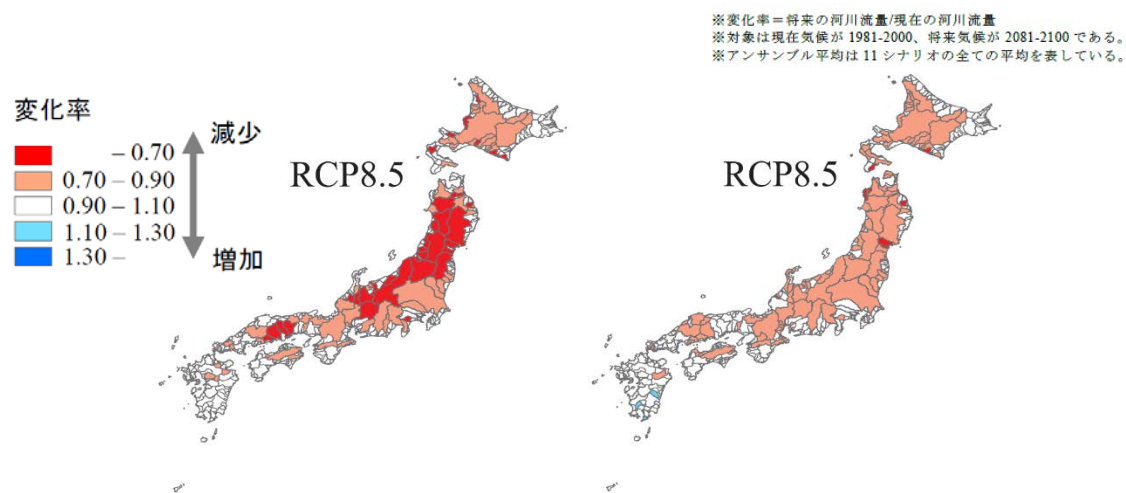 ※変化率＝将来の河川流量/現在の河川流量
※対象は現在気候が 1981-2000、将来気候が 2081-2100 である。
※アンサンブル平均は 11 シナリオの全ての平均を表している。
変化率
減少
– 0.70
0.70 – 0.90
0.90 – 1.10
1.10 – 1.30
1.30 –
増加
RCP8.5
RCP8.5